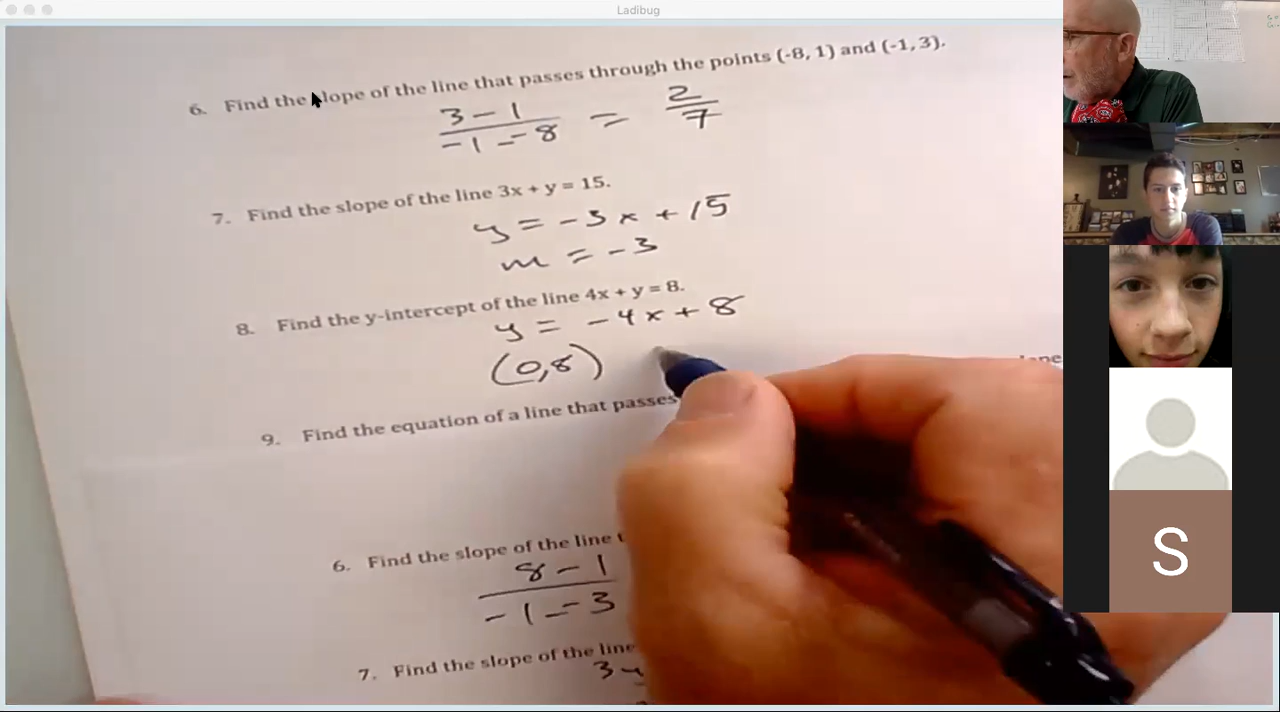 Ladibug
6. Find the slope of the line that passes through the points (-8, 1) and (-1, 3).
3 - 1
-1 - -8
=
2
7
7. Find the slope of the line 3x + y = 15.
y = -3x + 15
m = -3
8. Find the y-intercept of the line 4x + y = 8.
y = -4x + 8
(0,8)
9. Find the equation of a line that passes
6. Find the slope of the line
8 - 1
-1 - -3
7. Find the slope of the line
S